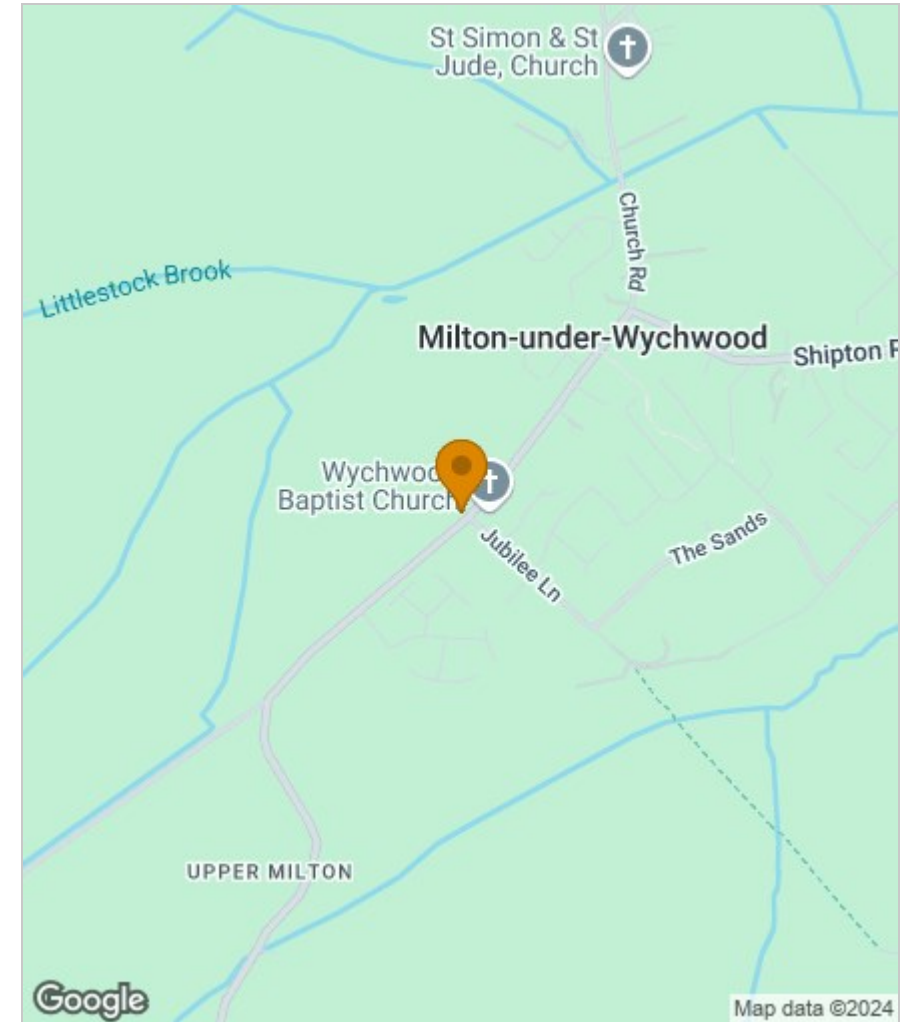 St Simon & St
Jude, Church
Church Rd
Littlestock Brook
Milton-under-Wychwood
Shipton
Baptist Church
Jubilee Ln
The Sands
UPPER MILTON
Google
Map data ©2024